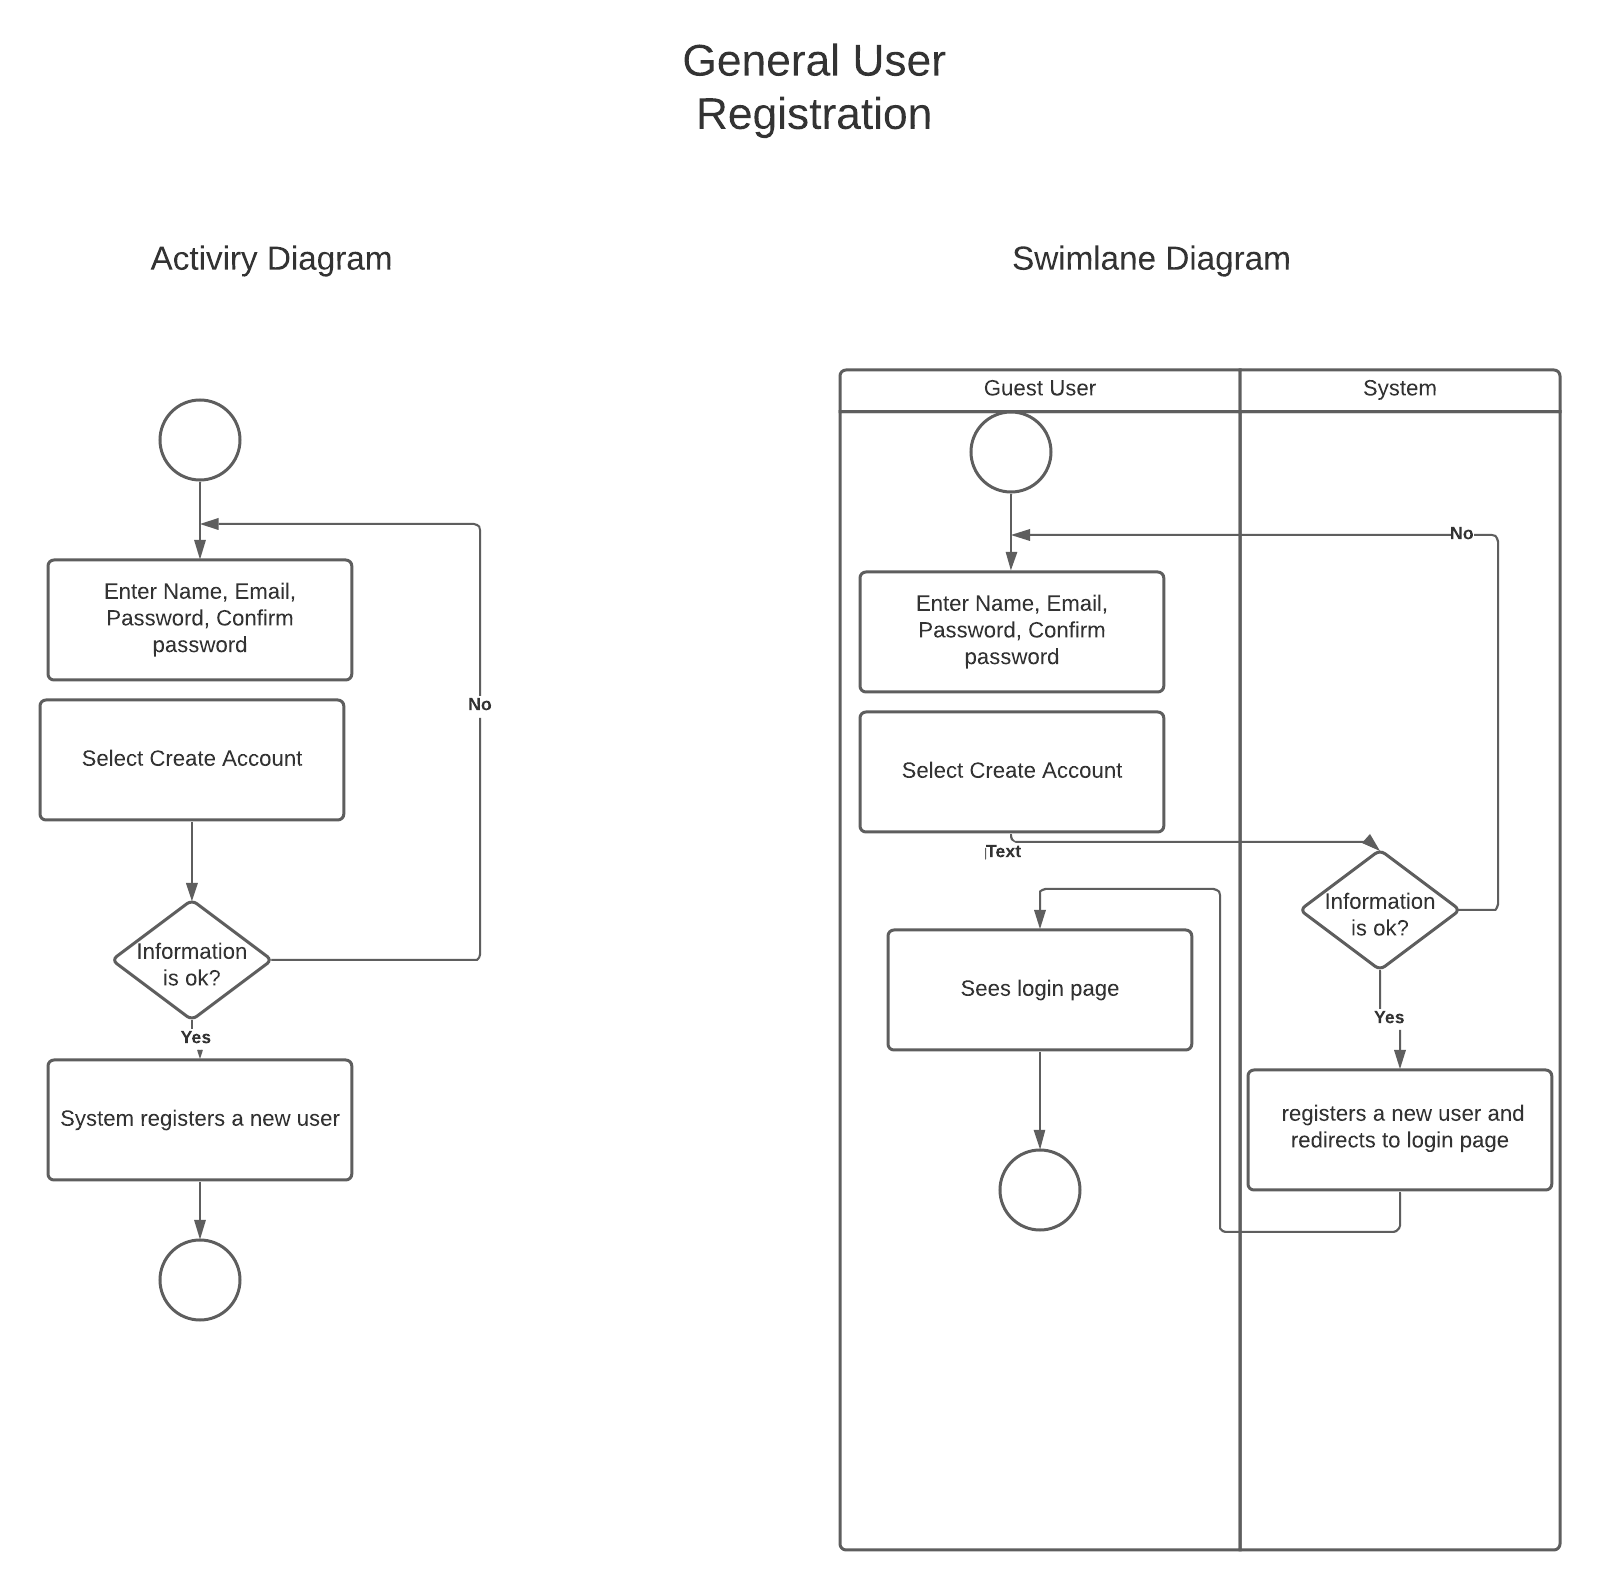 General User
Registration
Activiry Diagram
Swimlane Diagram
Enter Name, Email,
Password, Confirm
password
Select Create Account
No
Information
is ok?
Yes
System registers a new user
Guest User
System
No
Enter Name, Email,
Password, Confirm
password
Select Create Account
Text
Information
is ok?
Sees login page
Yes
registers a new user and
redirects to login page